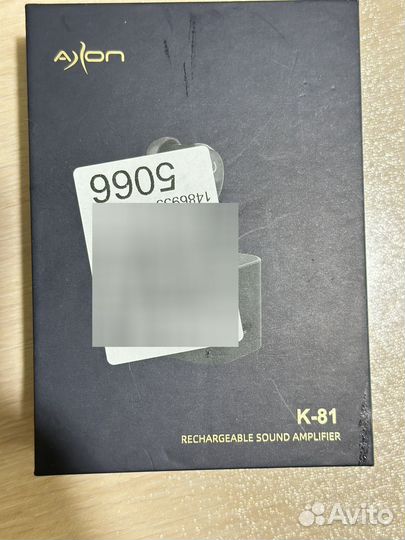 AXON
5066
K-81
RECHARGEABLE SOUND AMPLIFIER
Avito